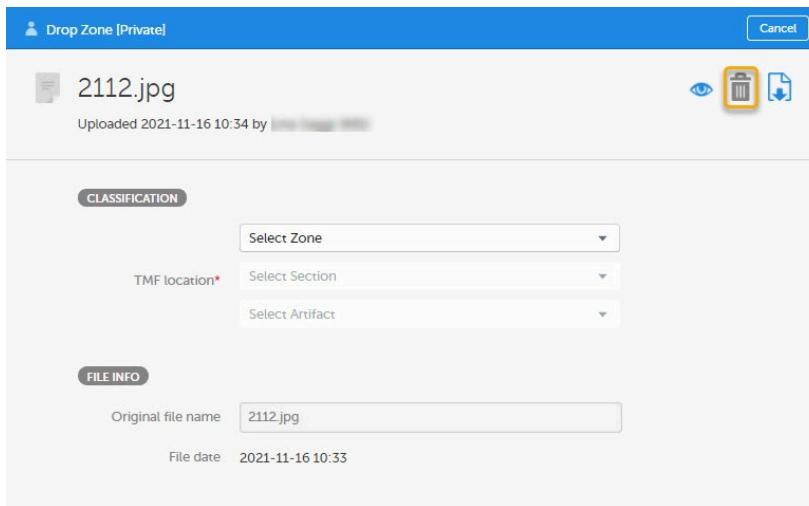 Drop Zone [Private]
Cancel
2112.jpg
Uploaded 2021-11-16 10:34 by
CLASSIFICATION
Select Zone
TMF location*
Select Section
Select Artifact
FILE INFO
Original file name
2112.jpg
File date
2021-11-16 10:33